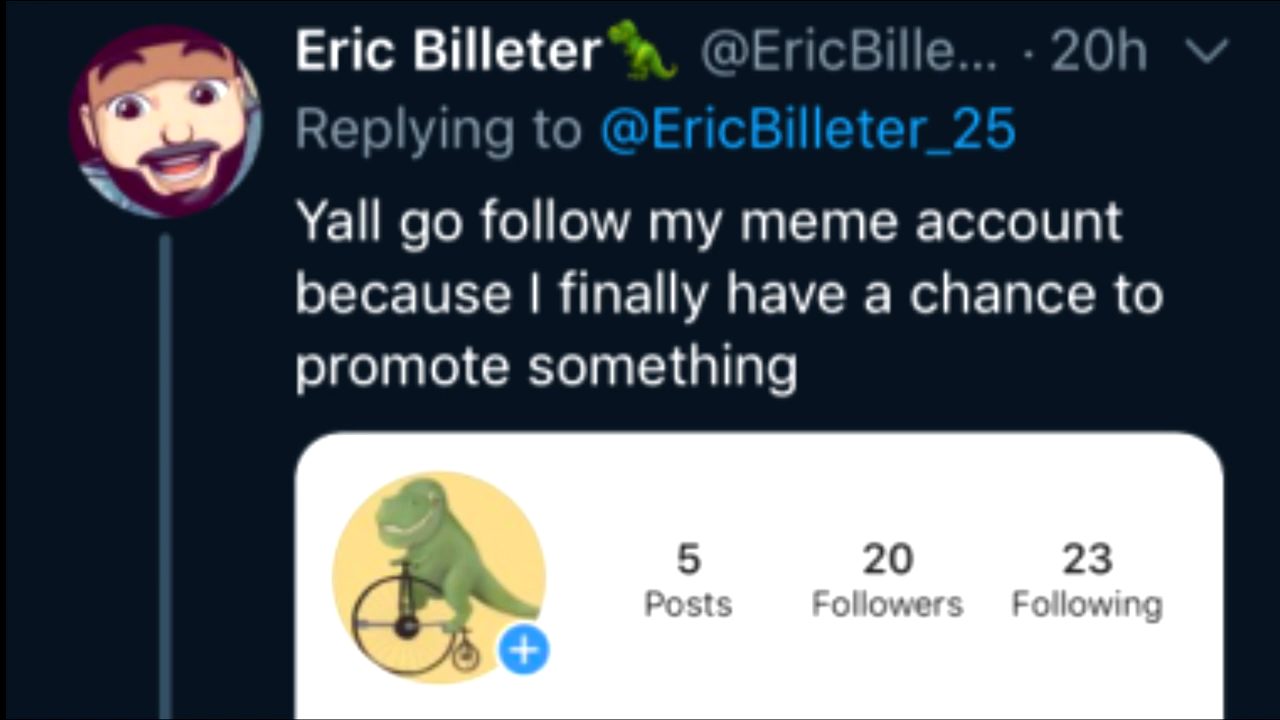 Eric Billeter🦖 @EricBille... · 20h
Replying to @EricBilleter_25
Yall go follow my meme account
because I finally have a chance to
promote something
5 20 23
Posts Followers Following